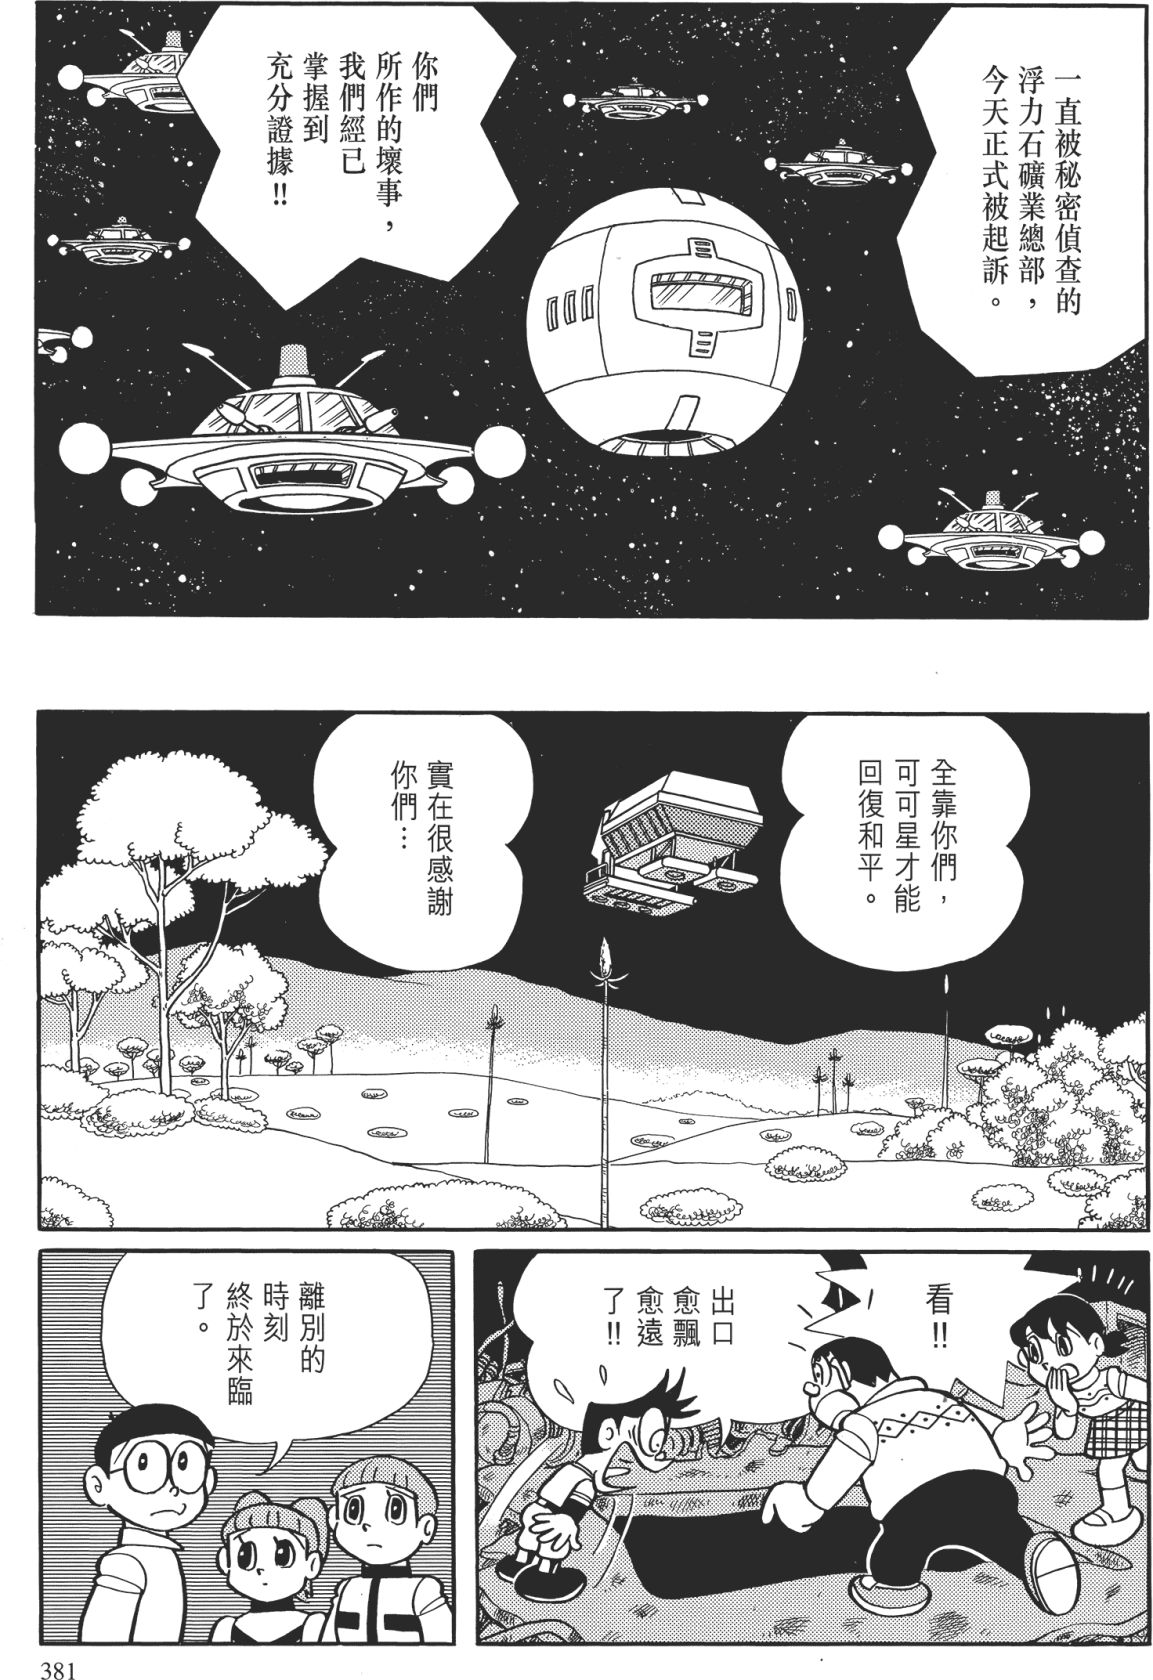 一直被秘密偵查的
浮力石礦業總部，
今天正式被起訴。
你們
所作的壞事，
我們經已
掌握到
充分證據!!
全靠你們，
可可星才能
回復和平。
實在很感謝
你們…
看!!
出口
愈飄
愈遠
了!!
離別的
時刻
終於來臨
了。
381